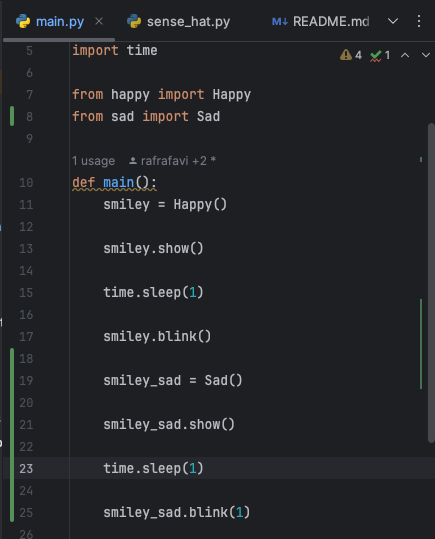 main.py
sense_hat.py
README.md
5 import time
4 1
6
7 from happy import Happy
8 from sad import Sad
9
1 usage rafrafavi +2 *
10 def main():
11 smiley = Happy()
12
13 smiley.show()
14
15 time.sleep(1)
16
17 smiley.blink()
18
19 smiley_sad = Sad()
20
21 smiley_sad.show()
22
23 time.sleep(1)
24
25 smiley_sad.blink(1)
26